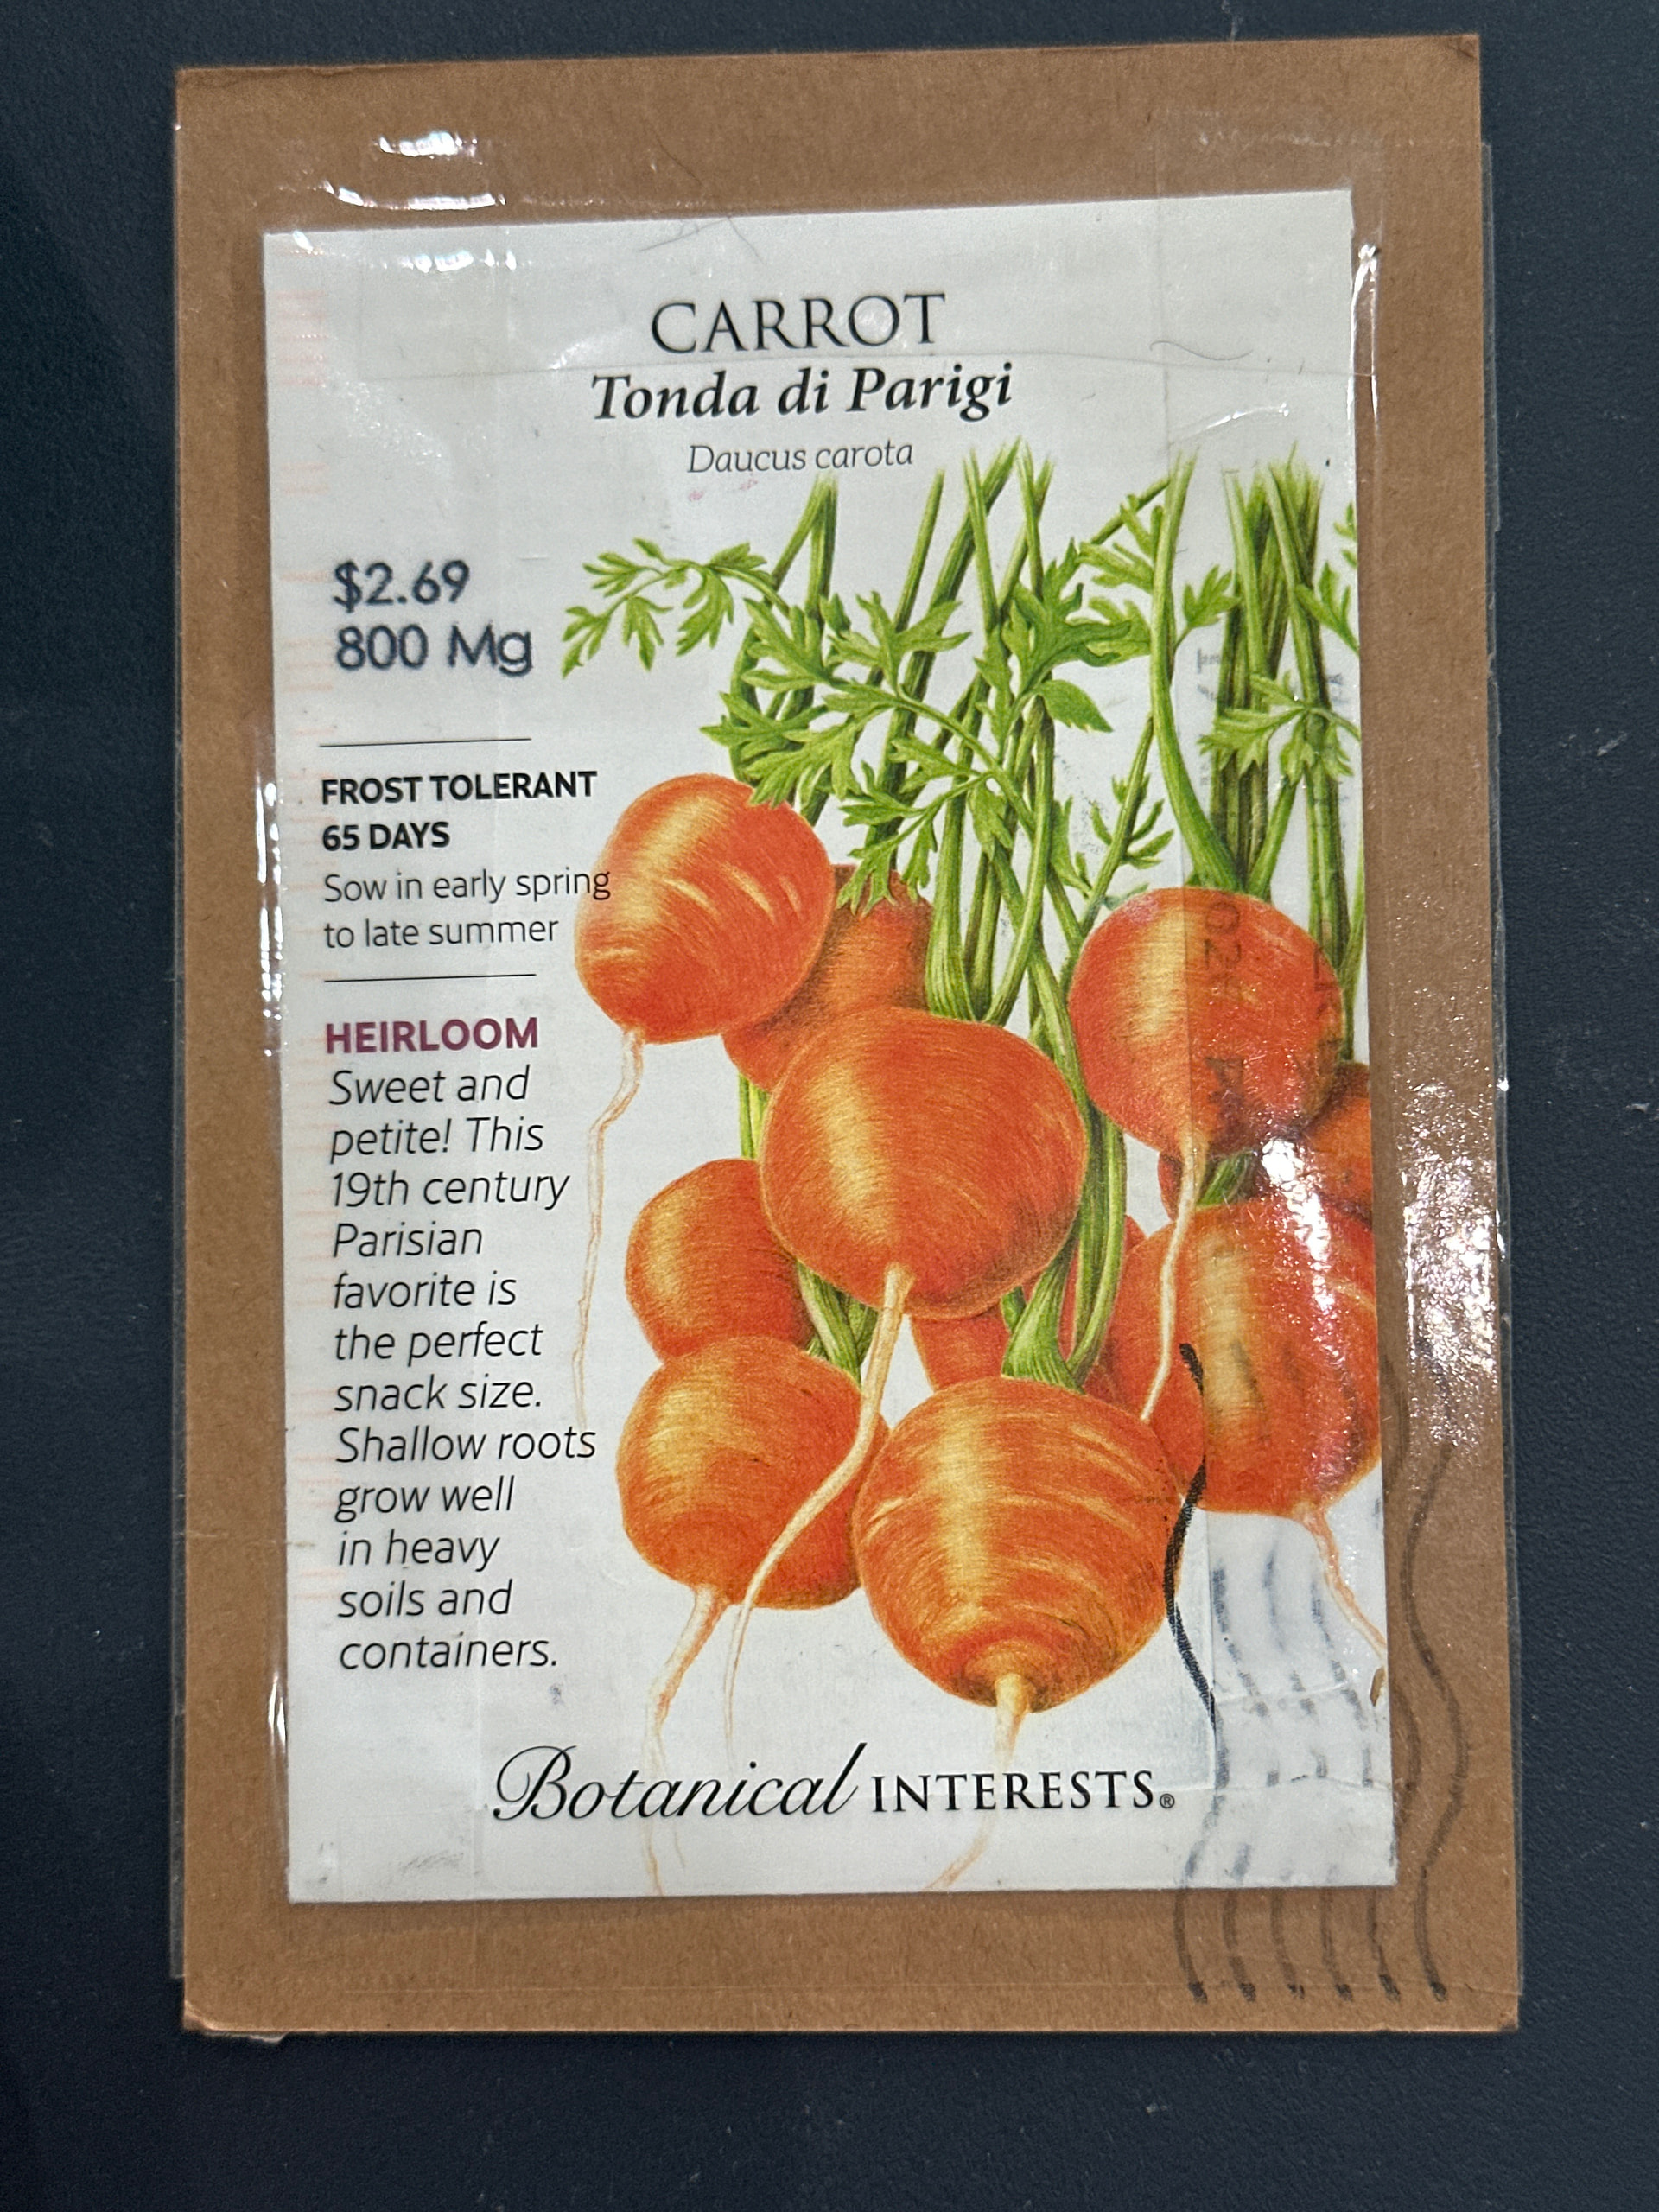 CARROT
Tonda di Parigi
Daucus carota
$2.69
800 Mg
FROST TOLERANT
65 DAYS
Sow in early spring
to late summer
HEIRLOOM
Sweet and
petite! This
19th century
Parisian
favorite is
the perfect
snack size.
Shallow roots
grow well
in heavy
soils and
containers.
Botanical INTERESTS®